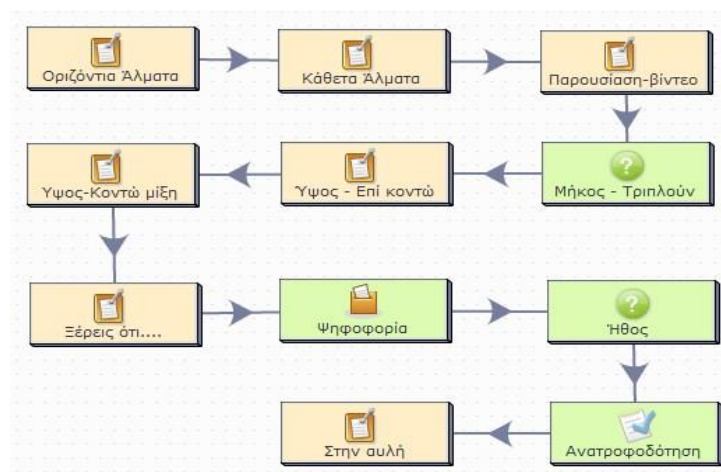 Οριζόντια Άλματα
Κάθετα Άλματα
Παρουσίαση-βίντεο
Μήκος - Τριπλούν
Ύψος - Επί κοντώ
Υψος-Κοντώ μίξη
Ξέρεις ότι....
Ψηφοφορία
Ήθος
Ανατροφοδότηση
Στην αυλή